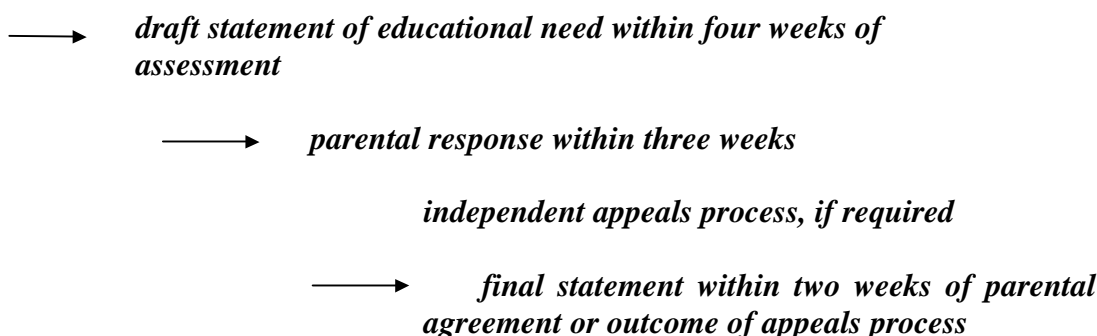 draft statement of educational need within four weeks of
assessment
parental response within three weeks
independent appeals process, if required
final statement within two weeks of parental
agreement or outcome of appeals process